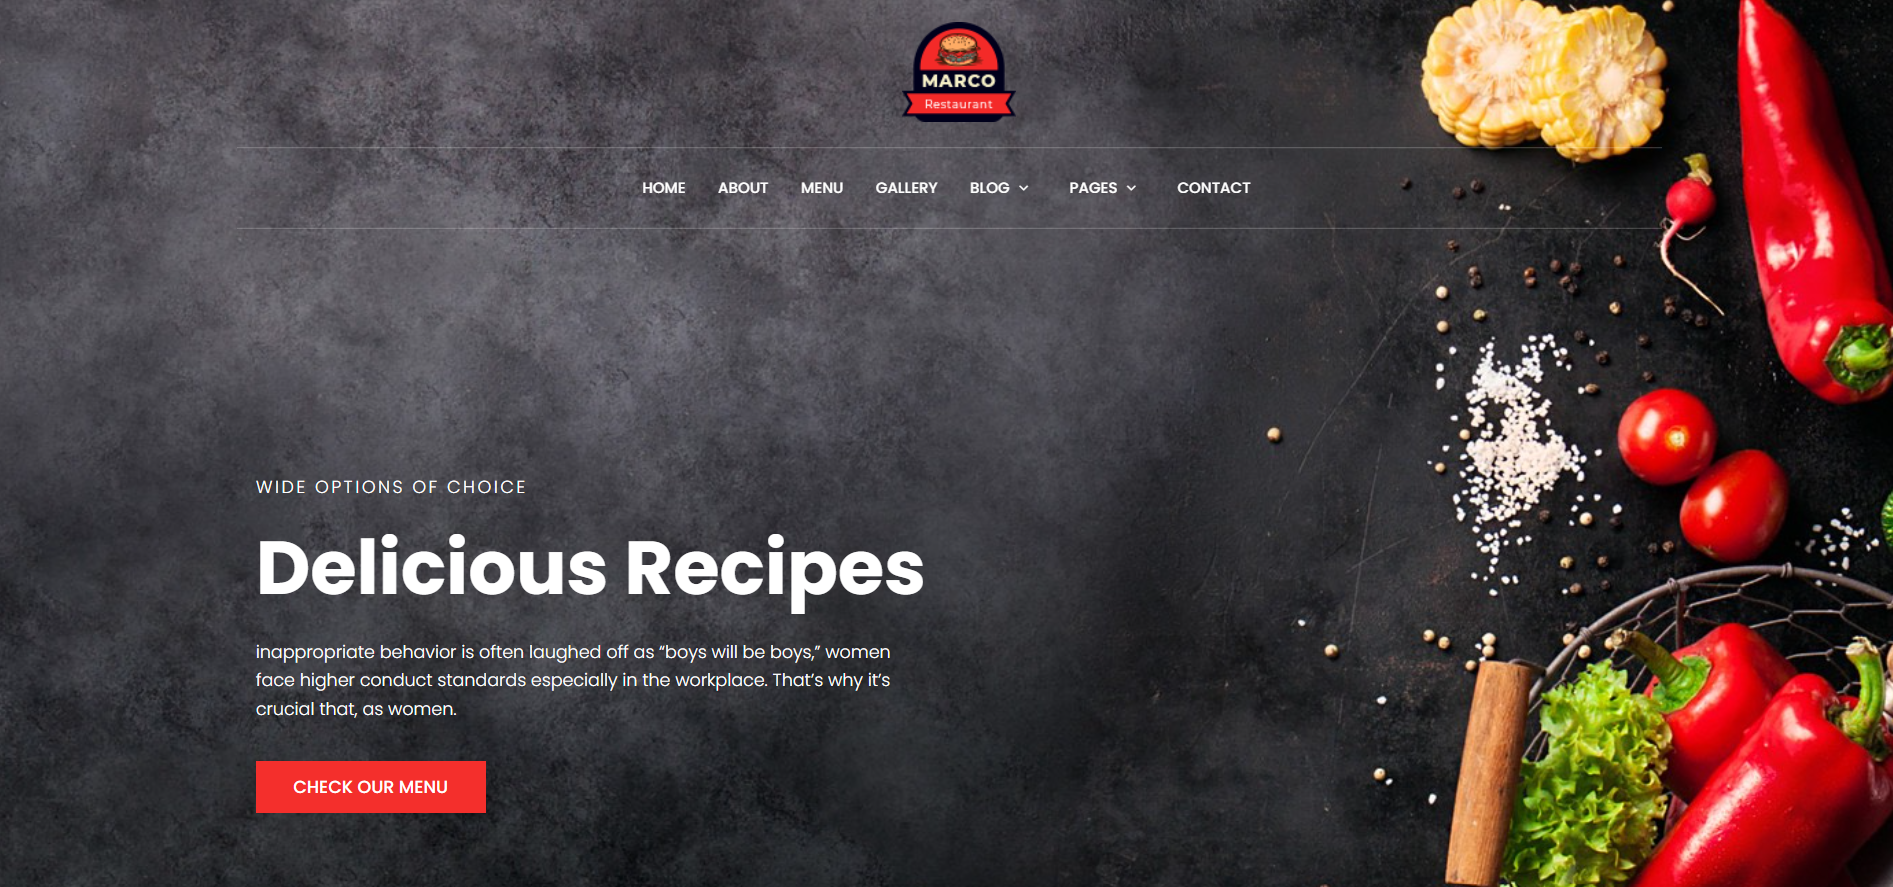 MARCO
Restaurant
HOME ABOUT MENU GALLERY BLOG PAGES CONTACT
WIDE OPTIONS OF CHOICE
Delicious Recipes
inappropriate behavior is often laughed off as “boys will be boys,” women
face higher conduct standards especially in the workplace. That’s why it’s
crucial that, as women.
CHECK OUR MENU